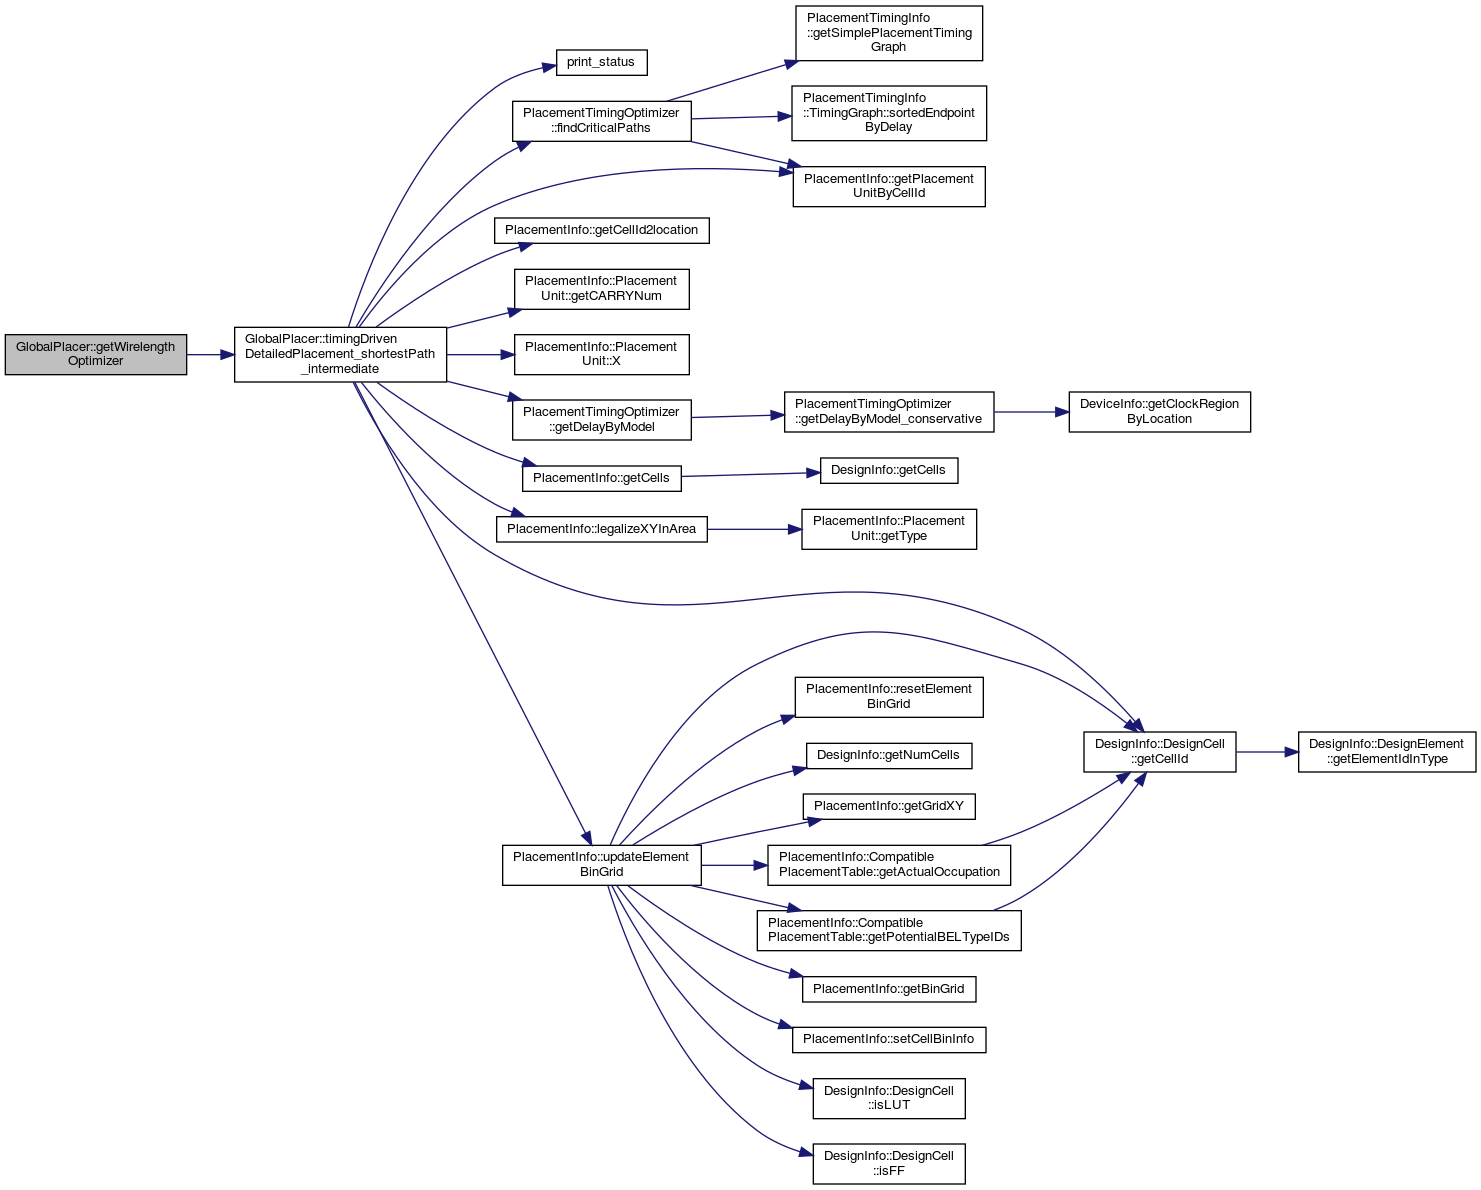 PlacementTimingInfo
::getSimplePlacementTiming
Graph
print_status
PlacementTimingInfo
::TimingGraph::sortedEndpoint
ByDelay
PlacementTimingOptimizer
::findCriticalPaths
PlacementInfo::getPlacement
UnitByCellId
PlacementInfo::getCellId2location
PlacementInfo::Placement
Unit::getCARRYNum
GlobalPlacer::getWirelength
Optimizer
GlobalPlacer::timingDriven
DetailedPlacement_shortestPath
_intermediate
PlacementInfo::Placement
Unit::X
PlacementTimingOptimizer
::getDelayByModel
PlacementTimingOptimizer
::getDelayByModel_conservative
DeviceInfo::getClockRegion
ByLocation
PlacementInfo::getCells
DesignInfo::getCells
PlacementInfo::legalizeXYInArea
PlacementInfo::Placement
Unit::getType
PlacementInfo::resetElement
BinGrid
DesignInfo::getNumCells
DesignInfo::DesignCell
::getCellId
DesignInfo::DesignElement
::getElementIdInType
PlacementInfo::getGridXY
PlacementInfo::updateElement
BinGrid
PlacementInfo::Compatible
PlacementTable::getActualOccupation
PlacementInfo::Compatible
PlacementTable::getPotentialBELTypeIDs
PlacementInfo::getBinGrid
PlacementInfo::setCellBinInfo
DesignInfo::DesignCell
::isLUT
DesignInfo::DesignCell
::isFF